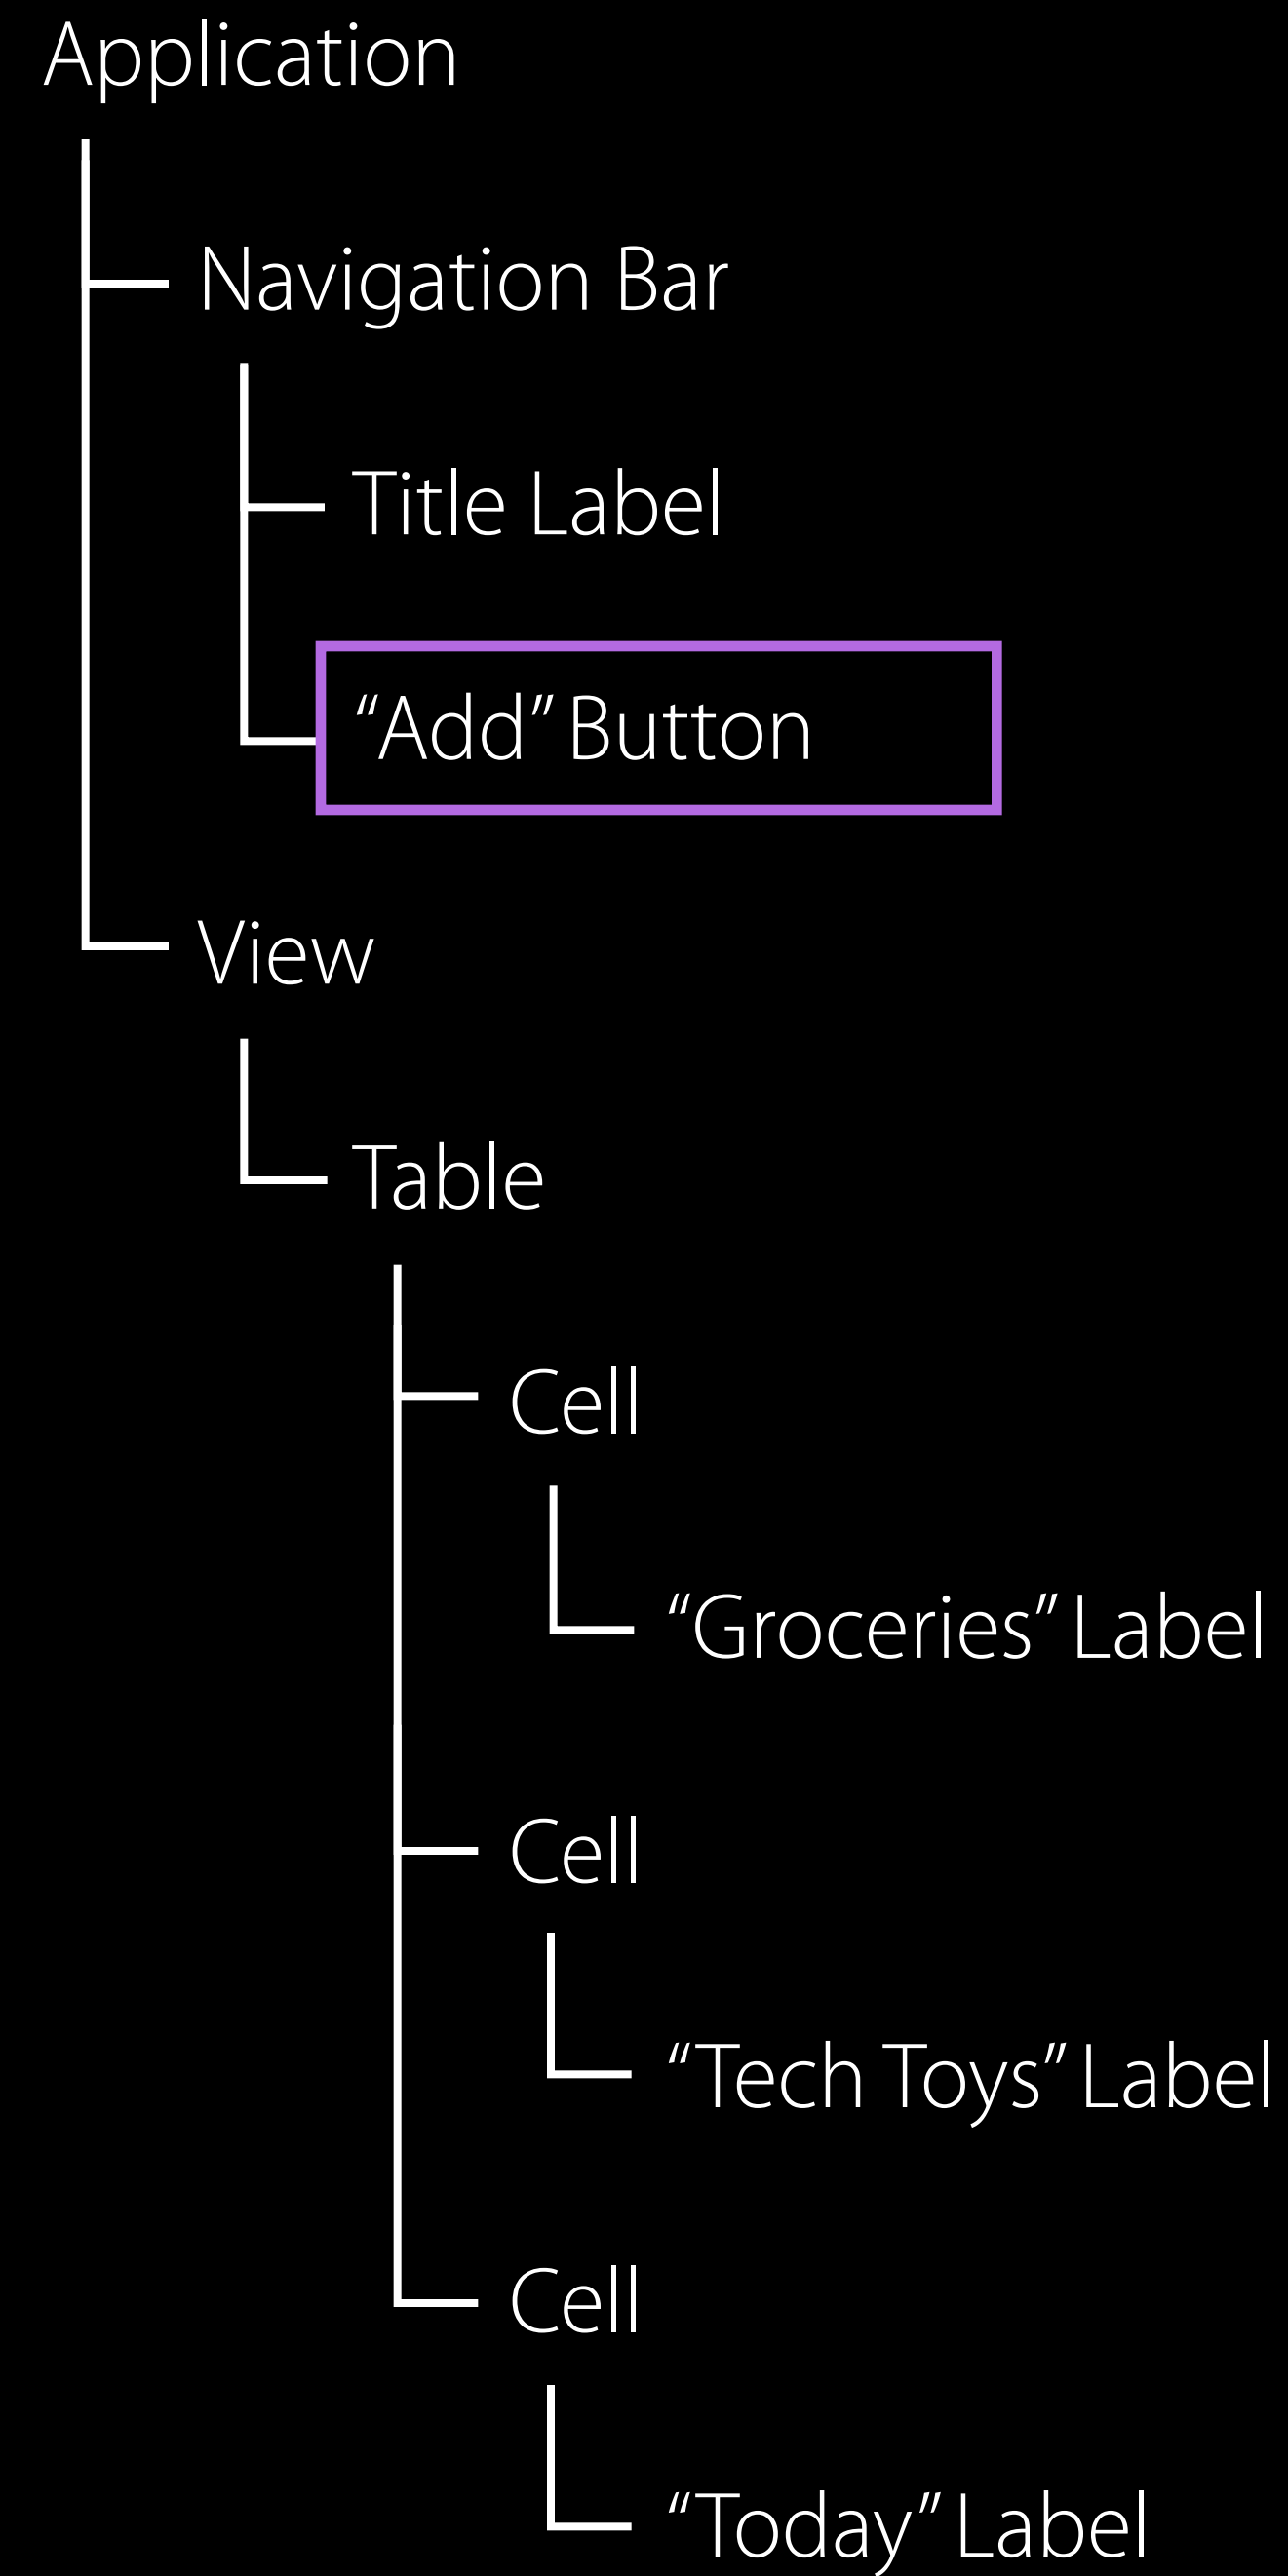 Application
Navigation Bar
Title Label
“Add” Button
View
Table
Cell
“Groceries” Label
Cell
“Tech Toys” Label
Cell
“Today” Label